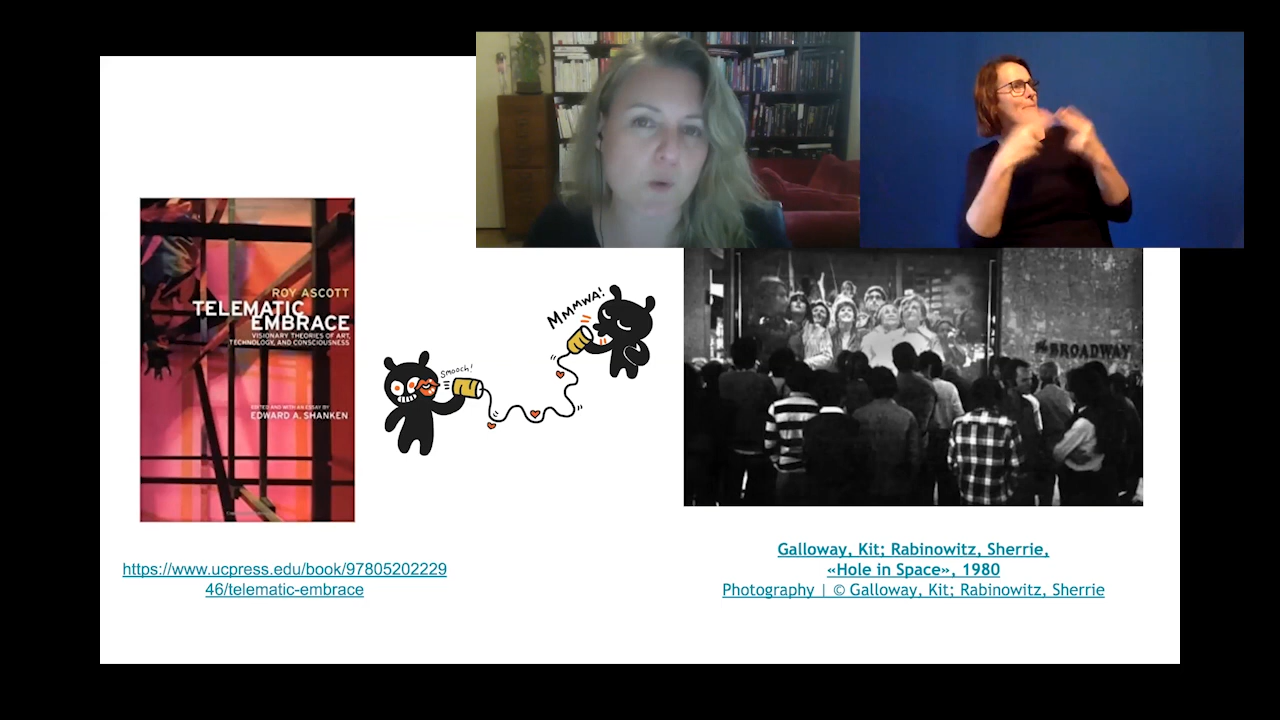 ROY ASCOTT
TELEMATIC
EMBRACE
VISIONARY THEORIES OF ART,
TECHNOLOGY, AND CONSCIOUSNESS
EDITED AND WITH AN ESSAY BY
EDWARD A. SHANKEN
Smooch!
MMMWA!
BROADWAY
https://www.ucpress.edu/book/97805202229
46/telematic-embrace
Galloway, Kit; Rabinowitz, Sherrie,
«Hole in Space», 1980
Photography | © Galloway, Kit; Rabinowitz, Sherrie